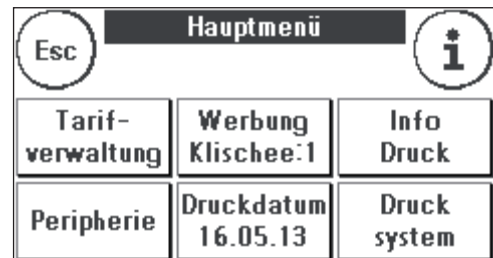 Hauptmenü
Esc
i
Tarif-
verwaltung
Werbung
Klischee:1
Info
Druck
Peripherie
Druckdatum
16.05.13
Druck
system